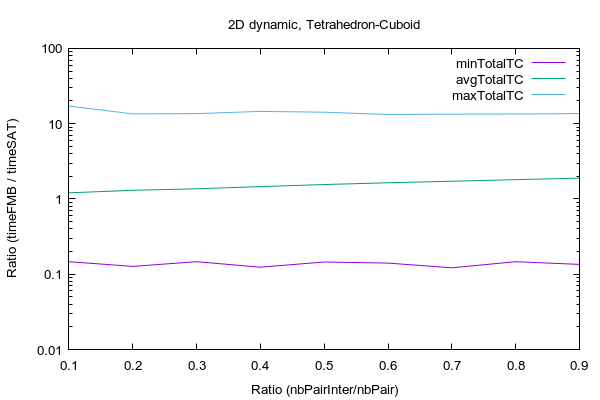 2D dynamic, Tetrahedron-Cuboid
100
10
1
0.1
0.01
Ratio (timeFMB / timeSAT)
minTotalTC
avgTotalTC
maxTotalTC
0.1 0.2 0.3 0.4 0.5 0.6 0.7 0.8 0.9
Ratio (nbPairInter/nbPair)